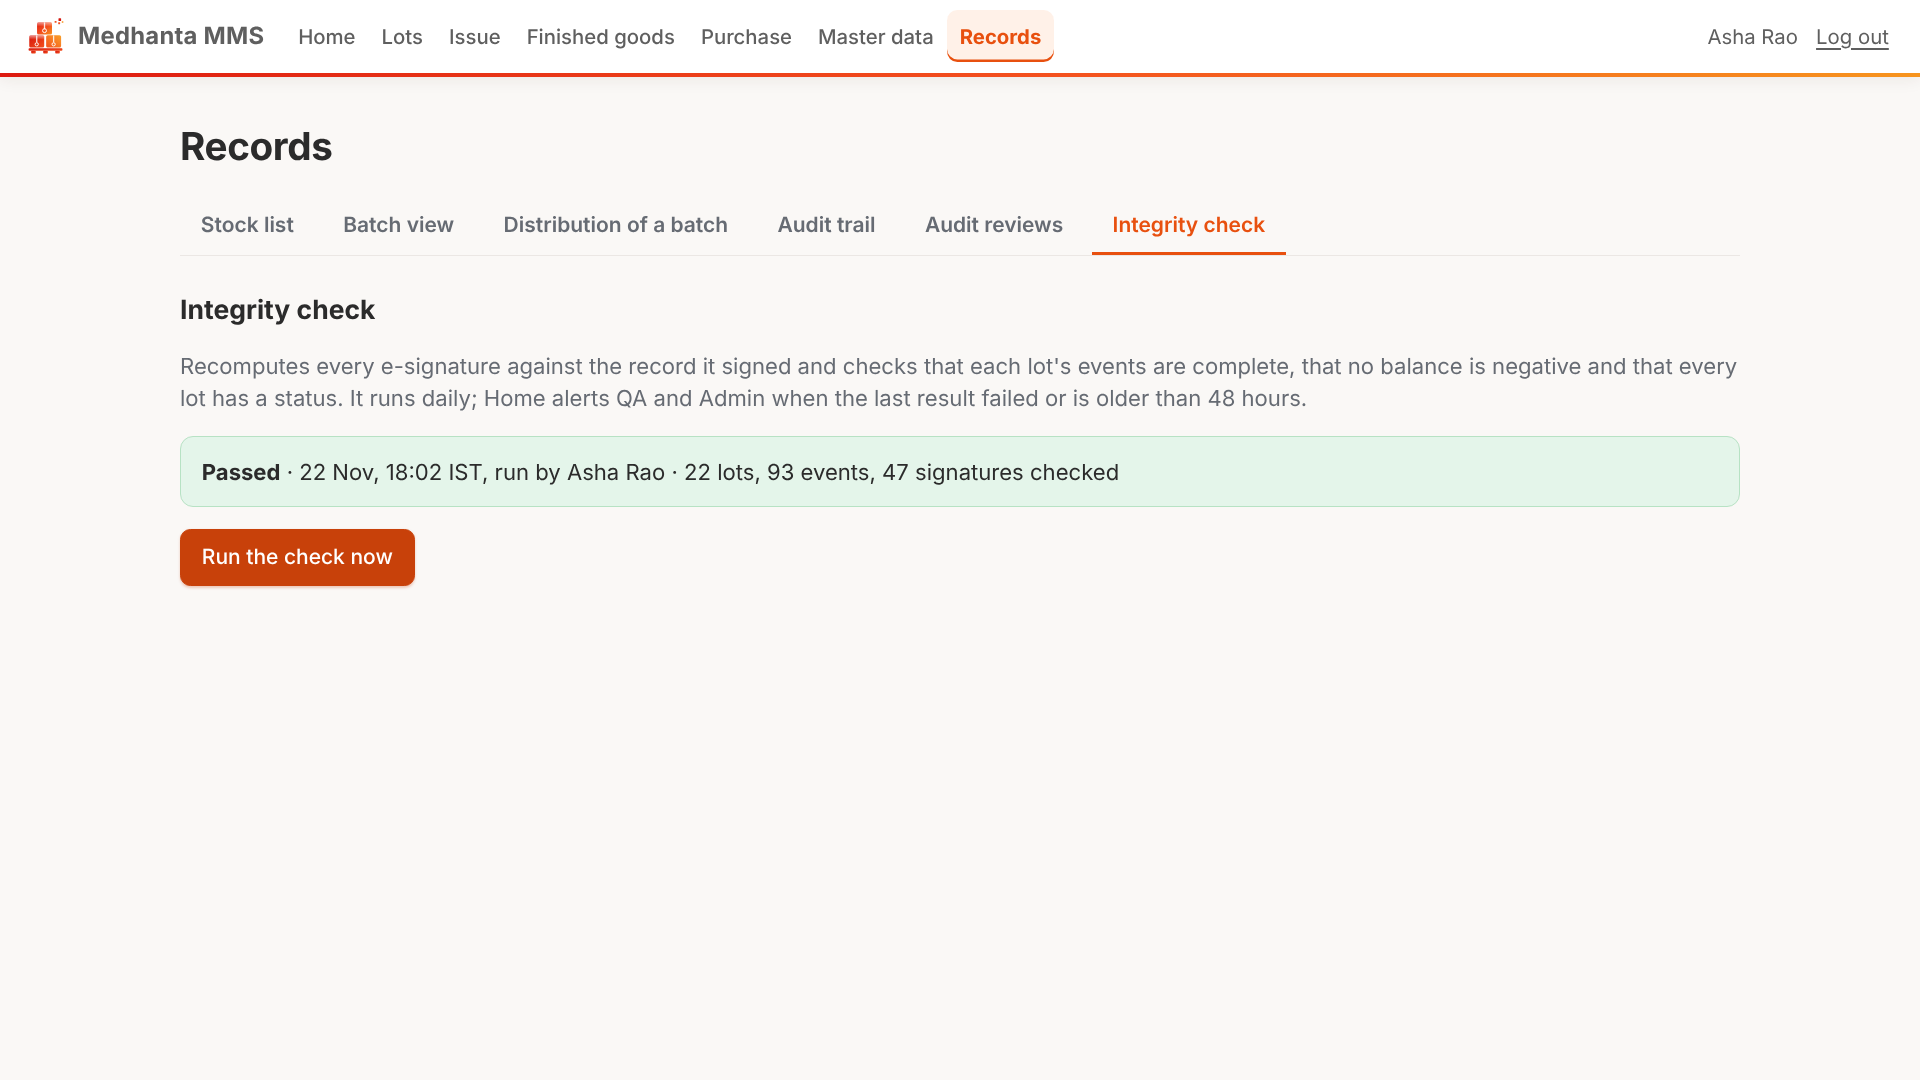 Medhanta MMS Home Lots Issue Finished goods Purchase Master data Records Asha Rao Log out
Records
Stock list Batch view Distribution of a batch Audit trail Audit reviews Integrity check
Integrity check
Recomputes every e-signature against the record it signed and checks that each lot's events are complete, that no balance is negative and that every
lot has a status. It runs daily; Home alerts QA and Admin when the last result failed or is older than 48 hours.
Passed · 22 Nov, 18:02 IST, run by Asha Rao · 22 lots, 93 events, 47 signatures checked
Run the check now